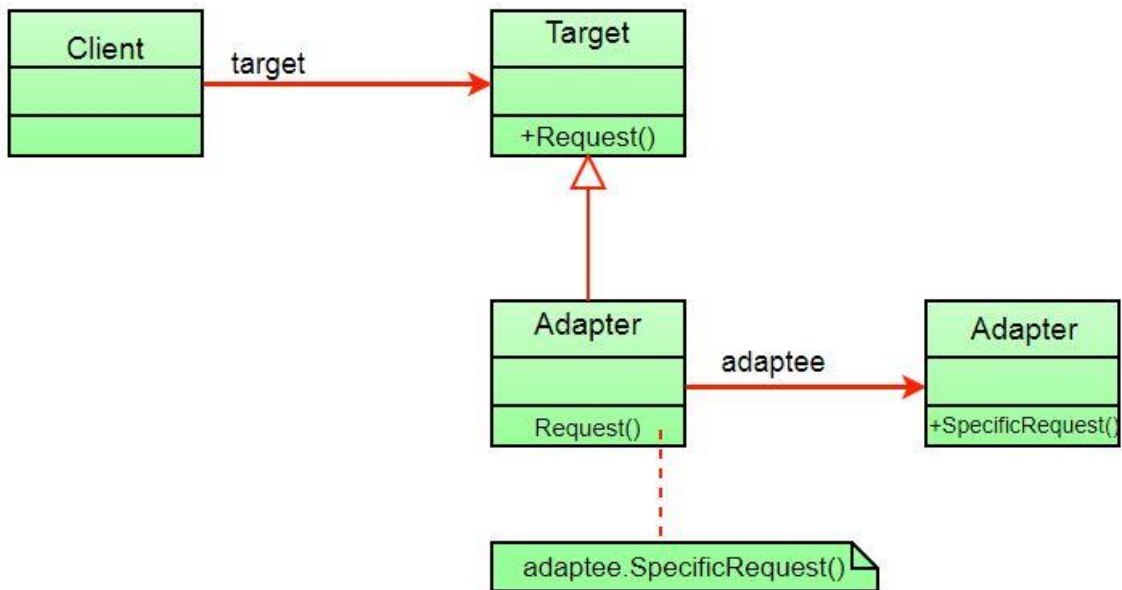 Client
target
Target
+Request()
Adapter
adaptee
Adapter
Request()
+SpecificRequest()
adaptee.SpecificRequest()